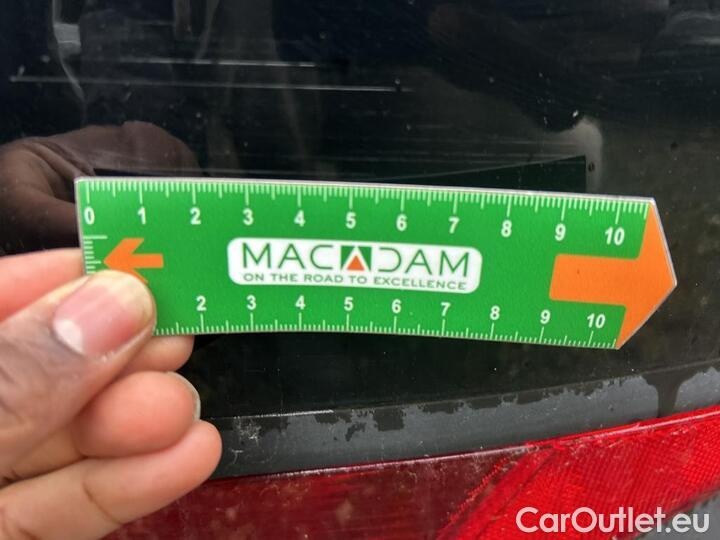 0 1 2 3 4 5 6 7 8 9 10
MACADAM
ON THE ROAD TO EXCELLENCE
2 3 4 5 6 7 8 9 10
CarOutlet.eu